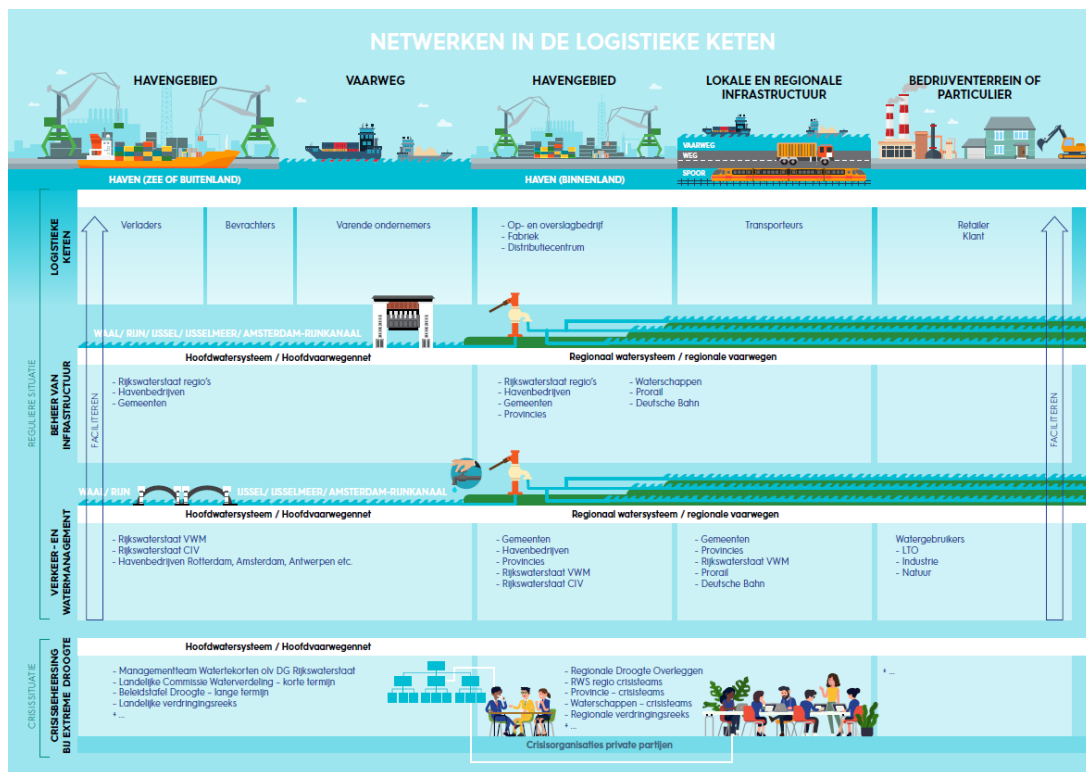 NETWERKEN IN DE LOGISTIEKE KETEN
HAVENGEBIED
VAARWEG
HAVENGEBIED
LOKALE EN REGIONALE
INFRASTRUCTUUR
BEDRIJVENTERREIN OF
PARTICULIER
VAARWEG
WEG
SPOOR
HAVEN (ZEE OF BUITENLAND)
HAVEN (BINNENLAND)
REGULIERE SITUATIE
LOGISTIEKE
KETEN
Verladers
Bevrachters
Varende ondernemers
- Op- en overslagbedrijf
- Fabriek
- Distributiecentrum
Transporteurs
Retailer
Klant
WAAL/ RIJN/ IJSSEL/ IJSSELMEER/ AMSTERDAM-RIJNKANAAL
Hoofdwatersysteem / Hoofdvaarwegennet
Regionaal watersysteem / regionale vaarwegen
BEHEER VAN
INFRASTRUCTUUR
FACILITEREN
- Rijkswaterstaat regio's
- Havenbedrijven
- Gemeenten
- Rijkswaterstaat regio's
- Havenbedrijven
- Gemeenten
- Provincies
- Waterschappen
- Prorail
- Deutsche Bahn
FACILITEREN
WAAL/ RIJN
IJSSEL/ IJSSELMEER/ AMSTERDAM-RIJNKANAAL
Hoofdwatersysteem / Hoofdvaarwegennet
Regionaal watersysteem / regionale vaarwegen
VERKEER- EN
WATERMANAGEMENT
- Rijkswaterstaat VWM
- Rijkswaterstaat CIV
- Havenbedrijven Rotterdam, Amsterdam, Antwerpen etc.
- Gemeenten
- Havenbedrijven
- Provincies
- Rijkswaterstaat VWM
- Rijkswaterstaat CIV
- Gemeenten
- Provincies
- Rijkswaterstaat VWM
- Prorail
- Deutsche Bahn
Watergebruikers
- LTO
- Industrie
- Natuur
CRISISSITUATIE
CRISISBEHEERSING
BIJ EXTREME DROOGTE
Hoofdwatersysteem / Hoofdvaarwegennet
- Managementteam Watertekorten olv DG Rijkswaterstaat
- Landelijke Commissie Waterverdeling – korte termijn
- Beleidstafel Droogte – lange termijn
- Landelijke verdringingsreeks
+ ...
- Regionale Droogte Overleggen
- RWS regio crisisteams
- Provincie – crisisteams
- Waterschappen - crisisteams
- Regionale verdringingsreeks
+ ...
+ ...
Crisisorganisaties private partijen